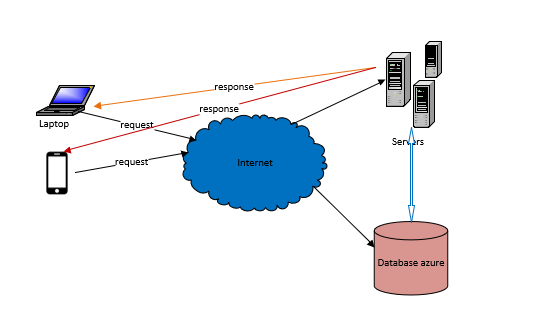 response
response
Laptop
request
Servers
request
Internet
Database azure